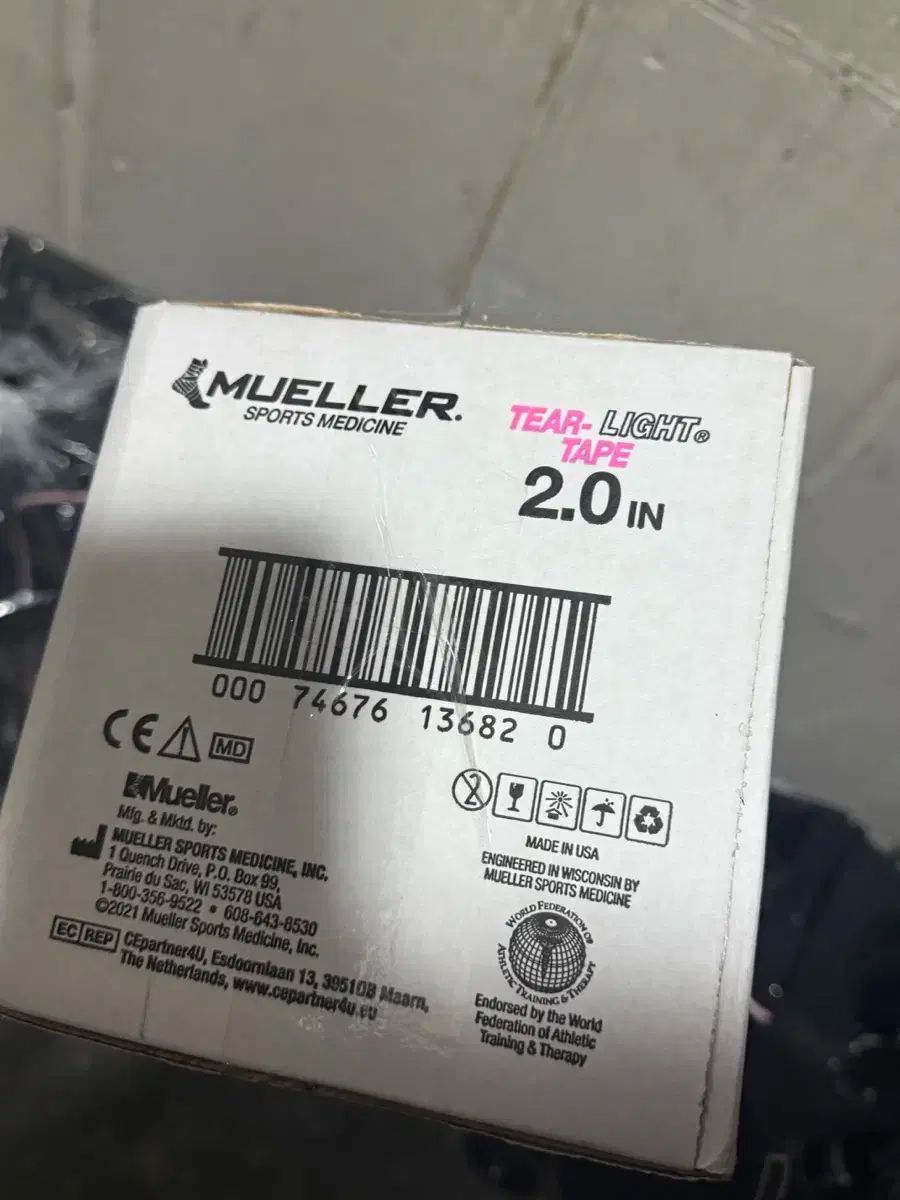 MUELLER®
SPORTS MEDICINE
TEAR- LIGHT®
TAPE
2.0 IN
000 74676 13682 0
CE MD
Mueller®
Mfg. & Mktd. by:
MUELLER SPORTS MEDICINE, INC.
1 Quench Drive, P.O. Box 99,
Prairie du Sac, WI 53578 USA
1-800-356-9522 • 608-643-8530
©2021 Mueller Sports Medicine, Inc.
EC REP CEpartner4U, Esdoornlaan 13, 3951DB Maarn,
The Netherlands, www.cepartner4u.eu
2
MADE IN USA
ENGINEERED IN WISCONSIN BY
MUELLER SPORTS MEDICINE
WORLD FEDERATION OF
ATHLETIC TRAINING & THERAPY
Endorsed by the World
Federation of Athletic
Training & Therapy